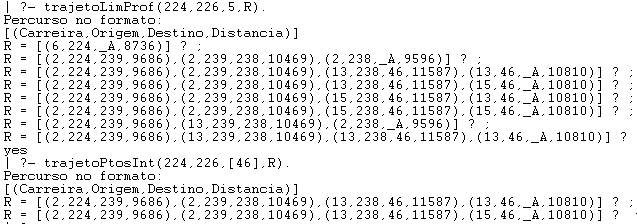 | ?- trajetoLimProf(224,226,5,R).
Percurso no formato:
[(Carreira,Origem,Destino,Distancia)]
R = [(6,224,_A,8736)] ? ;
R = [(2,224,239,9686),(2,239,238,10469),(2,238,_A,9596)] ? ;
R = [(2,224,239,9686),(2,239,238,10469),(13,238,46,11587),(13,46,_A,10810)] ? ;
R = [(2,224,239,9686),(2,239,238,10469),(13,238,46,11587),(15,46,_A,10810)] ? ;
R = [(2,224,239,9686),(2,239,238,10469),(15,238,46,11587),(13,46,_A,10810)] ? ;
R = [(2,224,239,9686),(2,239,238,10469),(15,238,46,11587),(15,46,_A,10810)] ? ;
R = [(2,224,239,9686),(13,239,238,10469),(2,238,_A,9596)] ? ;
R = [(2,224,239,9686),(13,239,238,10469),(13,238,46,11587),(13,46,_A,10810)] ?
yes
| ?- trajetoPtosInt(224,226,[46],R).
Percurso no formato:
[(Carreira,Origem,Destino,Distancia)]
R = [(2,224,239,9686),(2,239,238,10469),(13,238,46,11587),(13,46,_A,10810)] ? ;
R = [(2,224,239,9686),(2,239,238,10469),(13,238,46,11587),(15,46,_A,10810)] ? ;